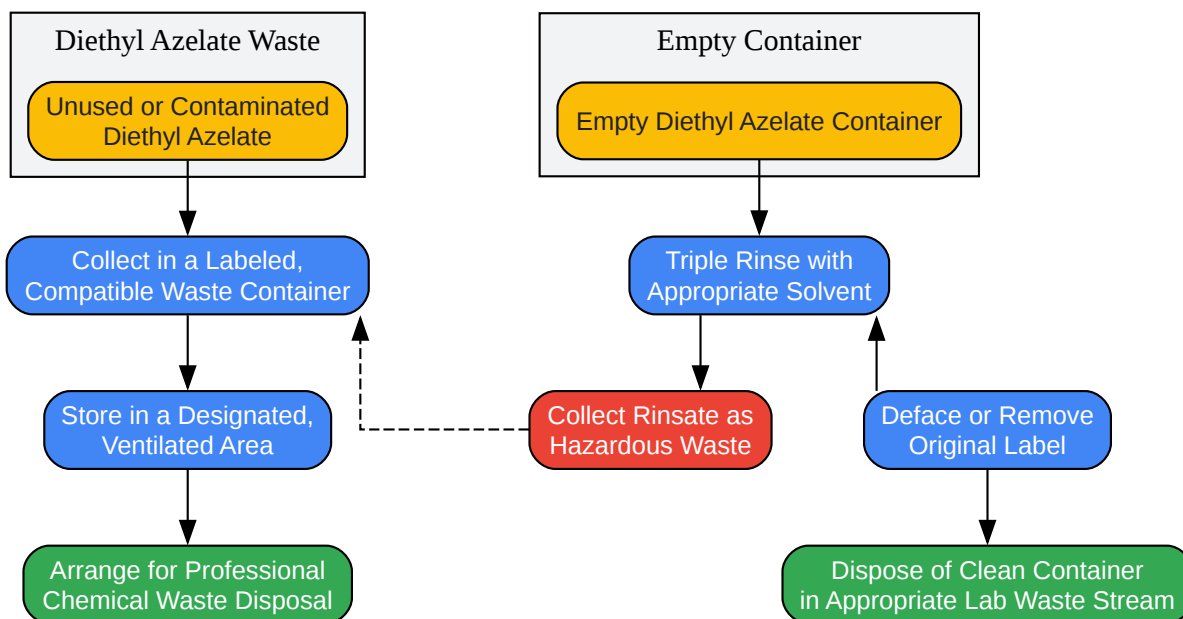 Diethyl Azelate Waste
Unused or Contaminated
Diethyl Azelate
Collect in a Labeled,
Compatible Waste Container
Store in a Designated,
Ventilated Area
Arrange for Professional
Chemical Waste Disposal
Empty Container
Empty Diethyl Azelate Container
Triple Rinse with
Appropriate Solvent
Collect Rinsate as
Hazardous Waste
Deface or Remove
Original Label
Dispose of Clean Container
in Appropriate Lab Waste Stream